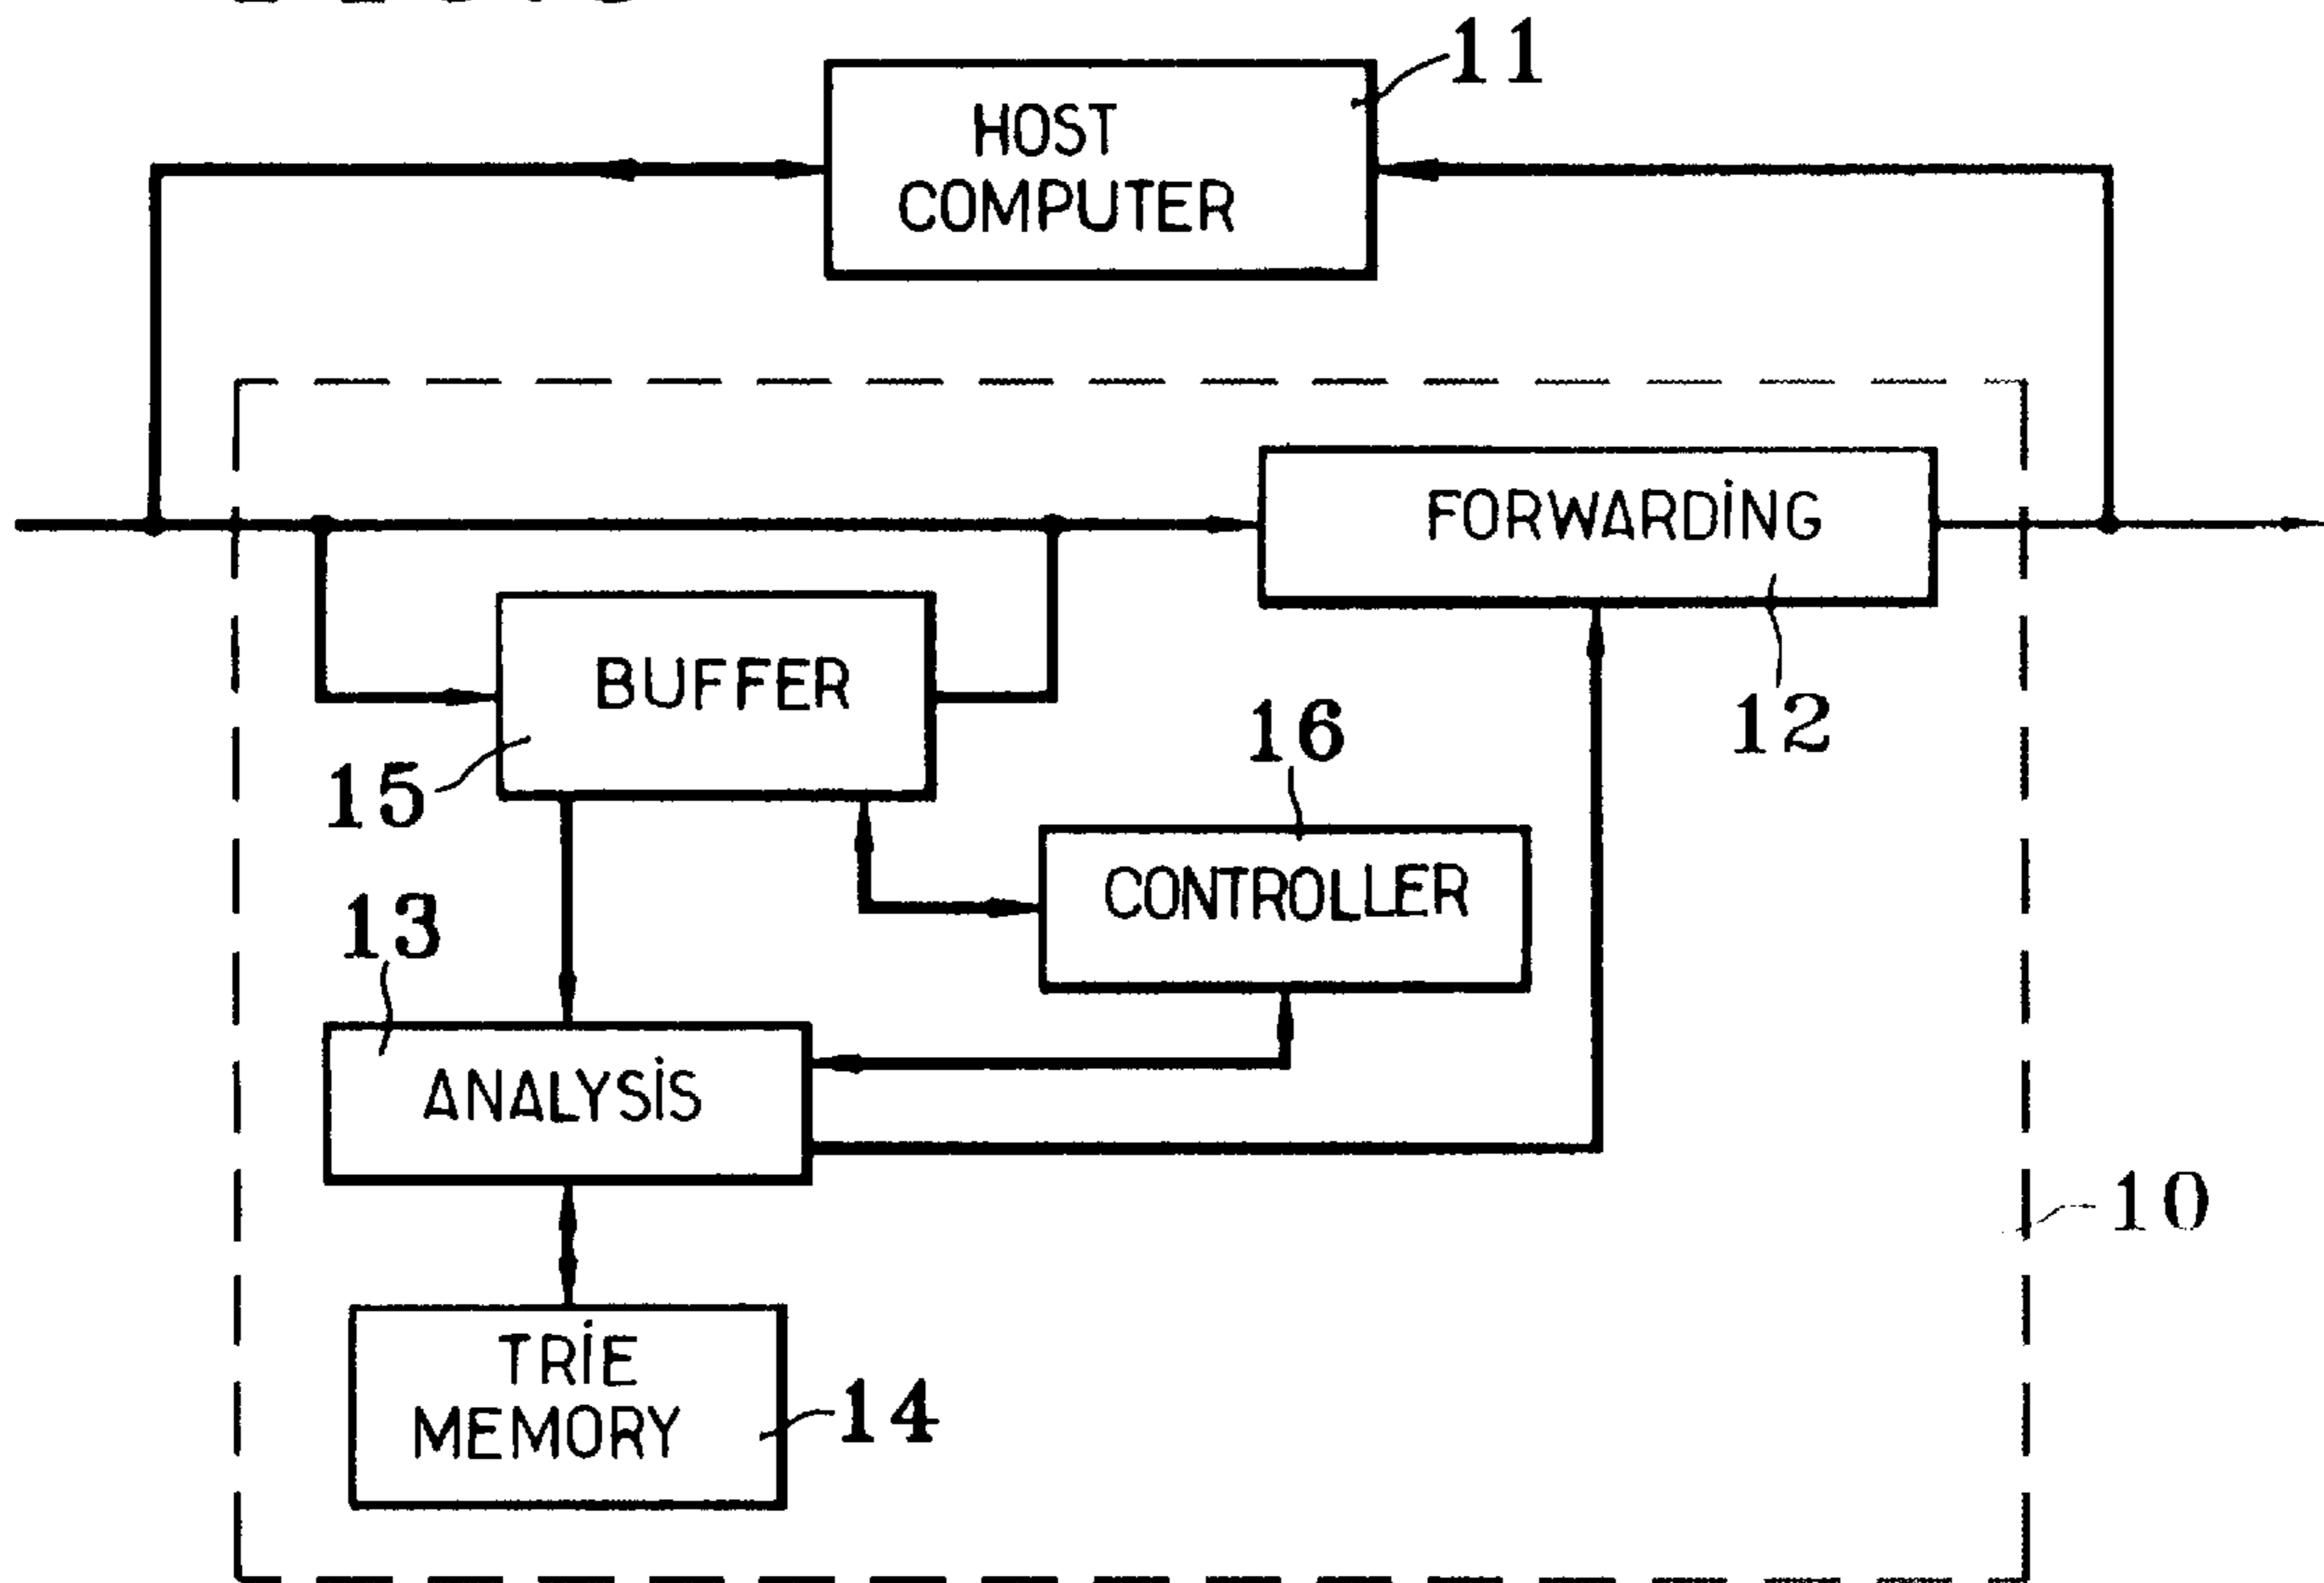 11
HOST
COMPUTER
FORWARDİNG
BUFFER
12
16
15
CONTROLLER
13
ANALYSİS
10
TRİE
MEMORY
14